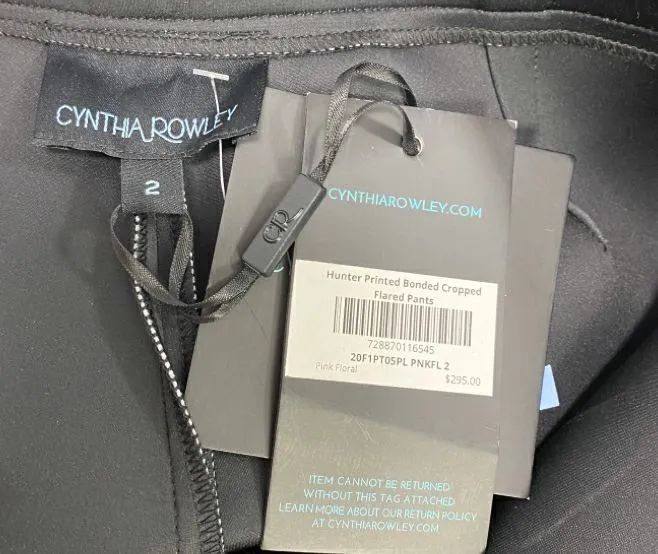 CYNTHIA ROWLEY
2
CR
CYNTHIAROWLEY.COM
Hunter Printed Bonded Cropped
Flared Pants
728870116545
20F1PT05PL PNKFL 2
Pink Floral
$295.00
ITEM CANNOT BE RETURNED
WITHOUT THIS TAG ATTACHED
LEARN MORE ABOUT OUR RETURN POLICY
AT CYNTHIAROWLEY.COM